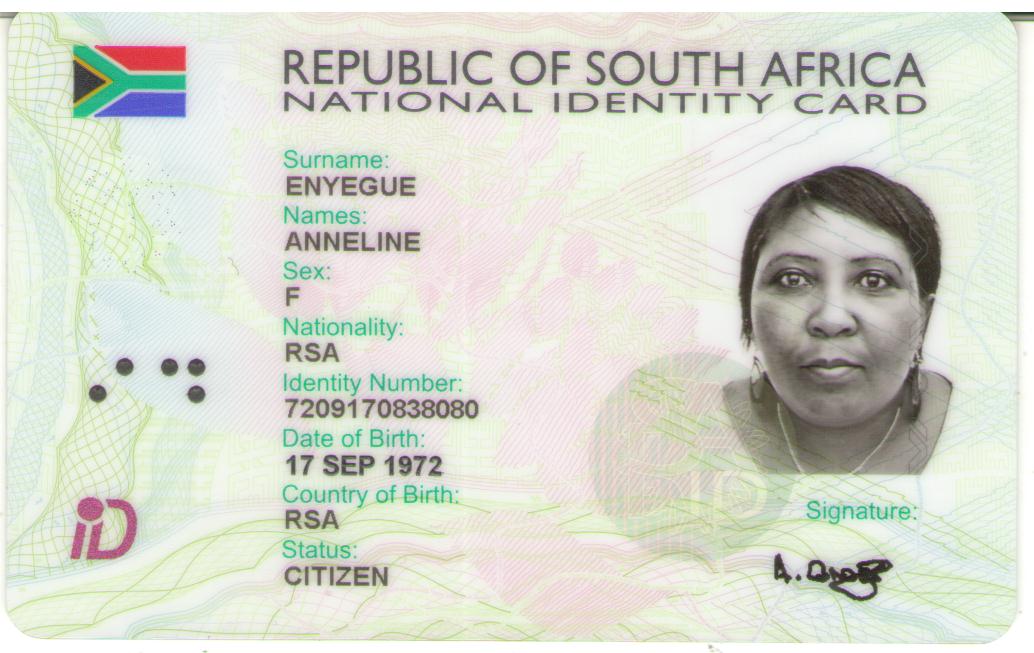 REPUBLIC OF SOUTH AFRICA
NATIONAL IDENTITY CARD
Surname:
ENYEGUE
Names:
ANNELINE
Sex:
F
Nationality:
RSA
Identity Number:
7209170838080
Date of Birth:
17 SEP 1972
Country of Birth:
RSA
Status:
CITIZEN
iD
Signature: